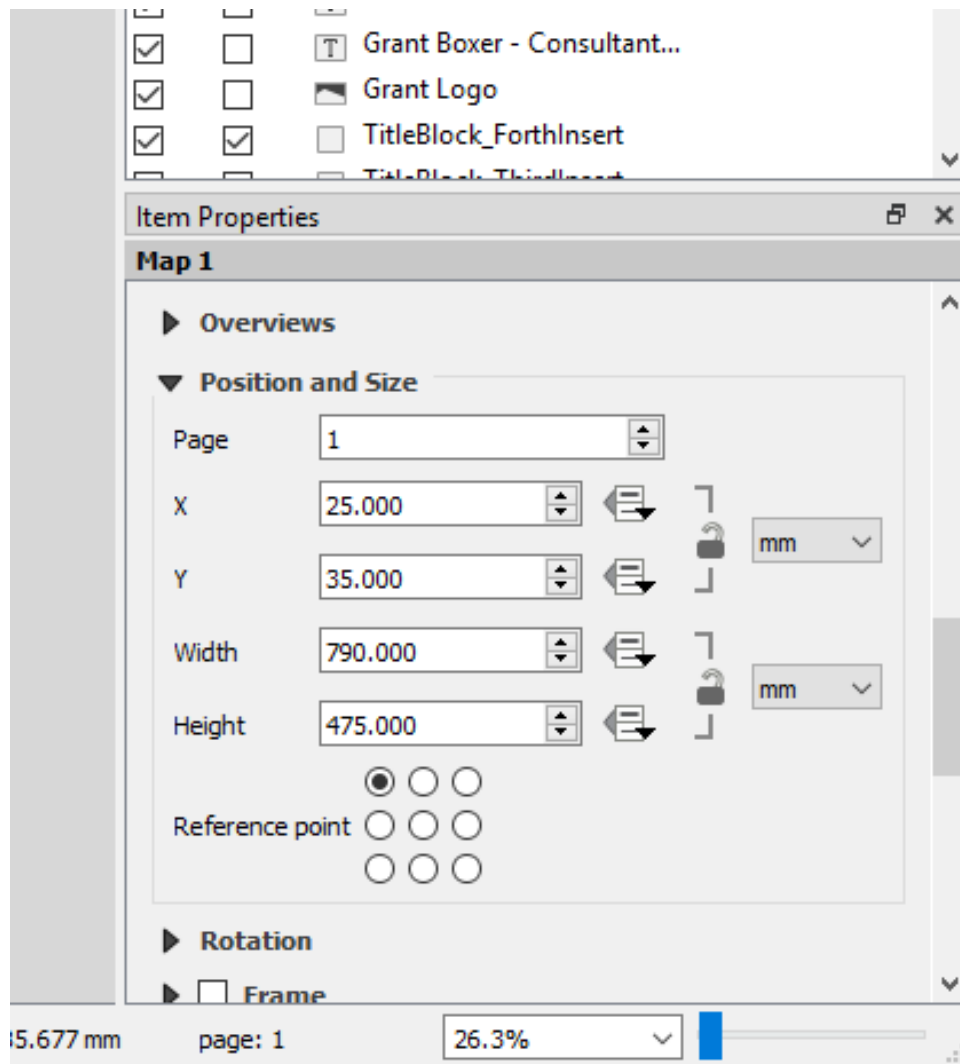 Grant Boxer - Consultant...
Grant Logo
TitleBlock_ForthInsert
Item Properties
Map 1
Overviews
Position and Size
Page 1
X 25.000
mm
Y 35.000
Width 790.000
mm
Height 475.000
Reference point
Rotation
Frame
5.677 mm page: 1 26.3%